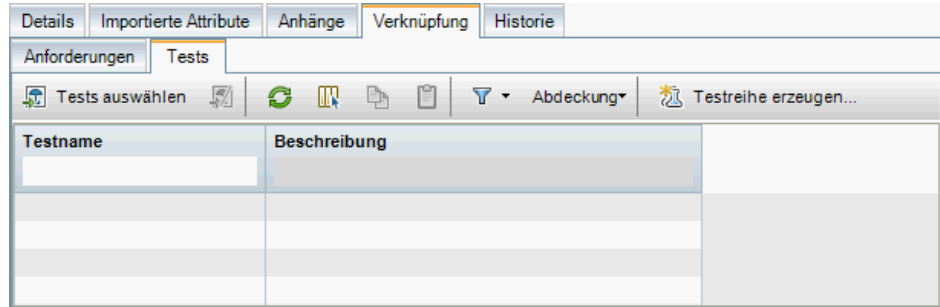 Details Importierte Attribute Anhänge Verknüpfung Historie
Anforderungen Tests
Tests auswählen Abdeckung Testreihe erzeugen...
Testname Beschreibung